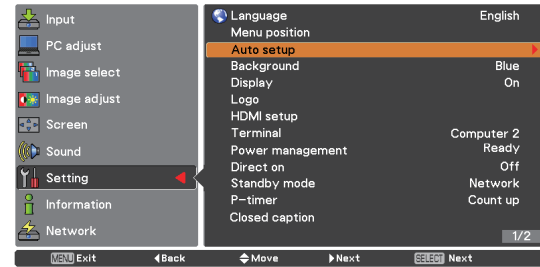 Input
PC adjust
Image select
Image adjust
Screen
Sound
Setting
Information
Network
Language English
Menu position
Auto setup
Background Blue
Display On
Logo
HDMI setup
Terminal Computer 2
Power management Ready
Direct on Off
Standby mode Network
P-timer Count up
Closed caption
1/2
MENU Exit Back Move Next SELECT Next